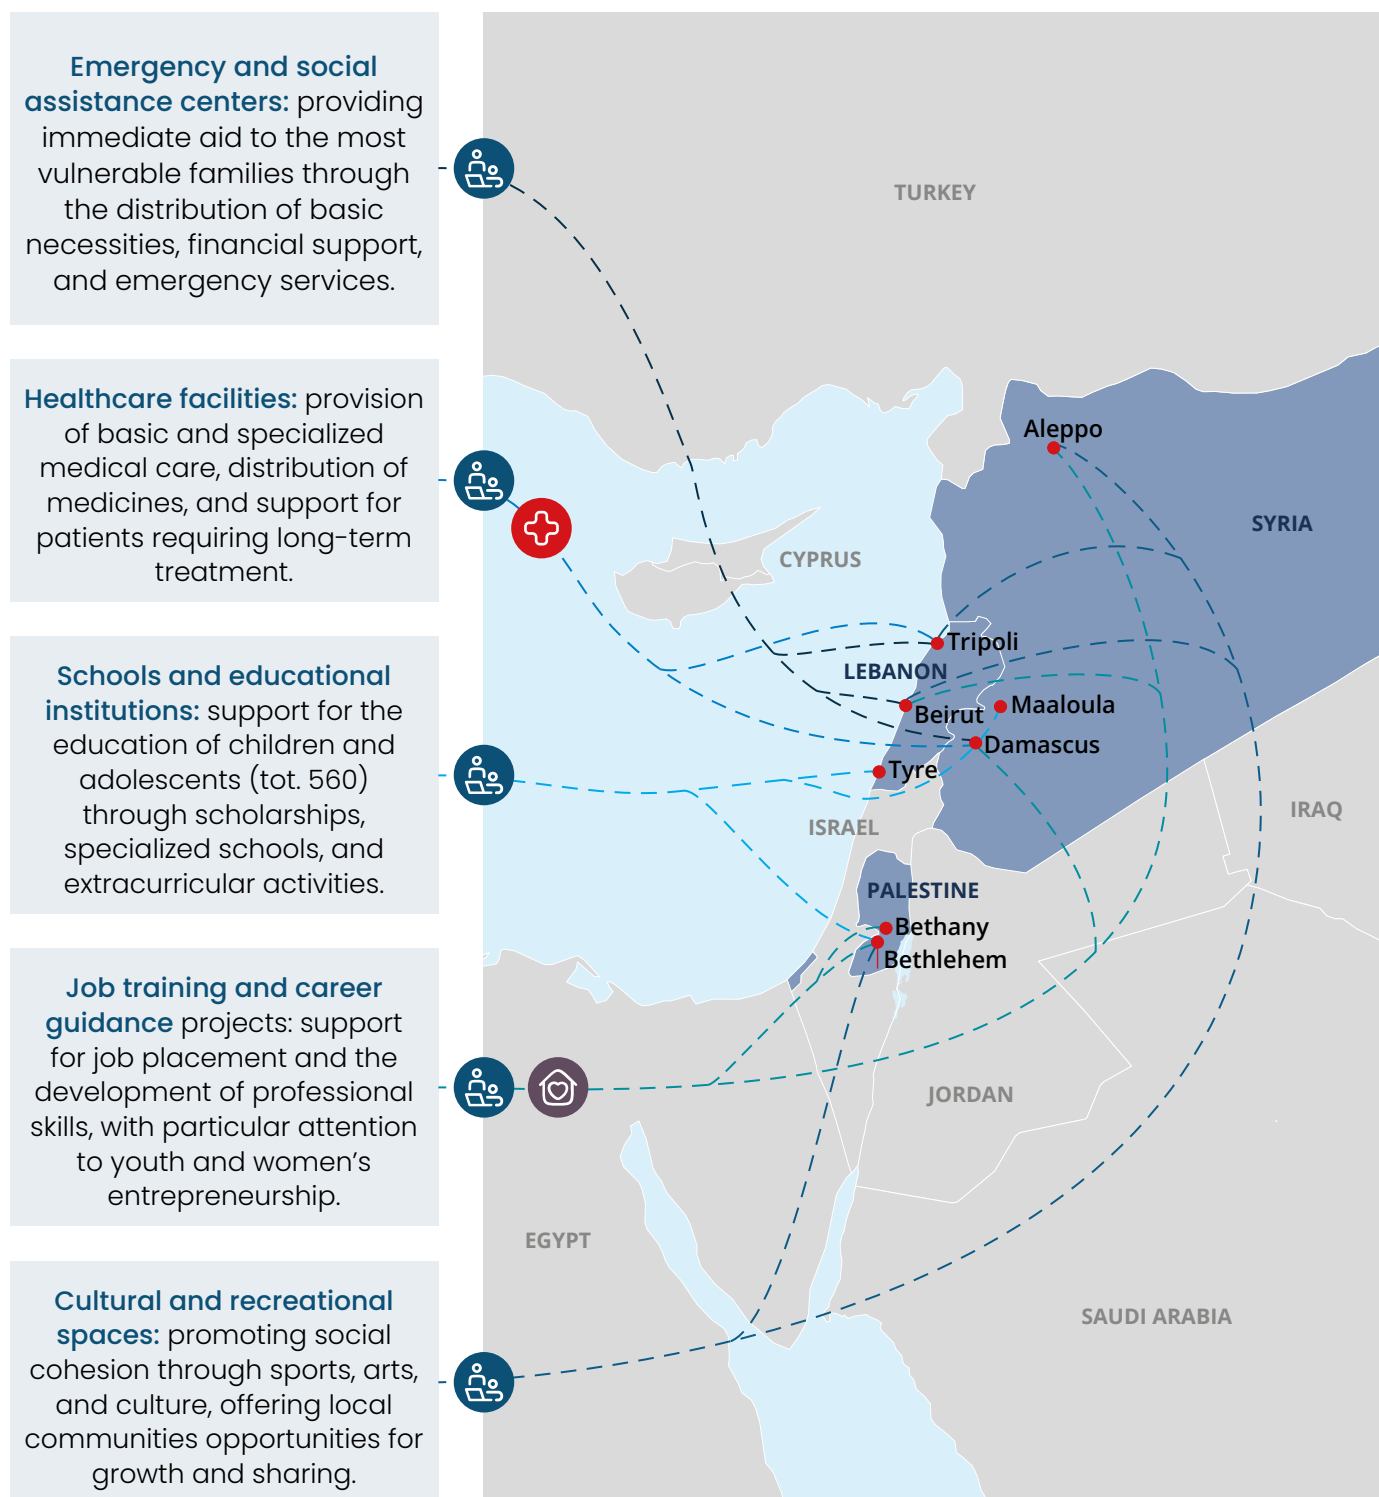 Emergency and social
assistance centers: providing
immediate aid to the most
vulnerable families through
the distribution of basic
necessities, financial support,
and emergency services.
Healthcare facilities: provision
of basic and specialized
medical care, distribution of
medicines, and support for
patients requiring long-term
treatment.
Schools and educational
institutions: support for the
education of children and
adolescents (tot. 560)
through scholarships,
specialized schools, and
extracurricular activities.
Job training and career
guidance projects: support
for job placement and the
development of professional
skills, with particular attention
to youth and women's
entrepreneurship.
Cultural and recreational
spaces: promoting social
cohesion through sports, arts,
and culture, offering local
communities opportunities for
growth and sharing.
TURKEY
Aleppo
SYRIA
CYPRUS
Tripoli
LEBANON
Maaloula
Beirut
Damascus
Tyre
IRAQ
ISRAEL
PALESTINE
Bethany
Bethlehem
JORDAN
EGYPT
SAUDI ARABIA